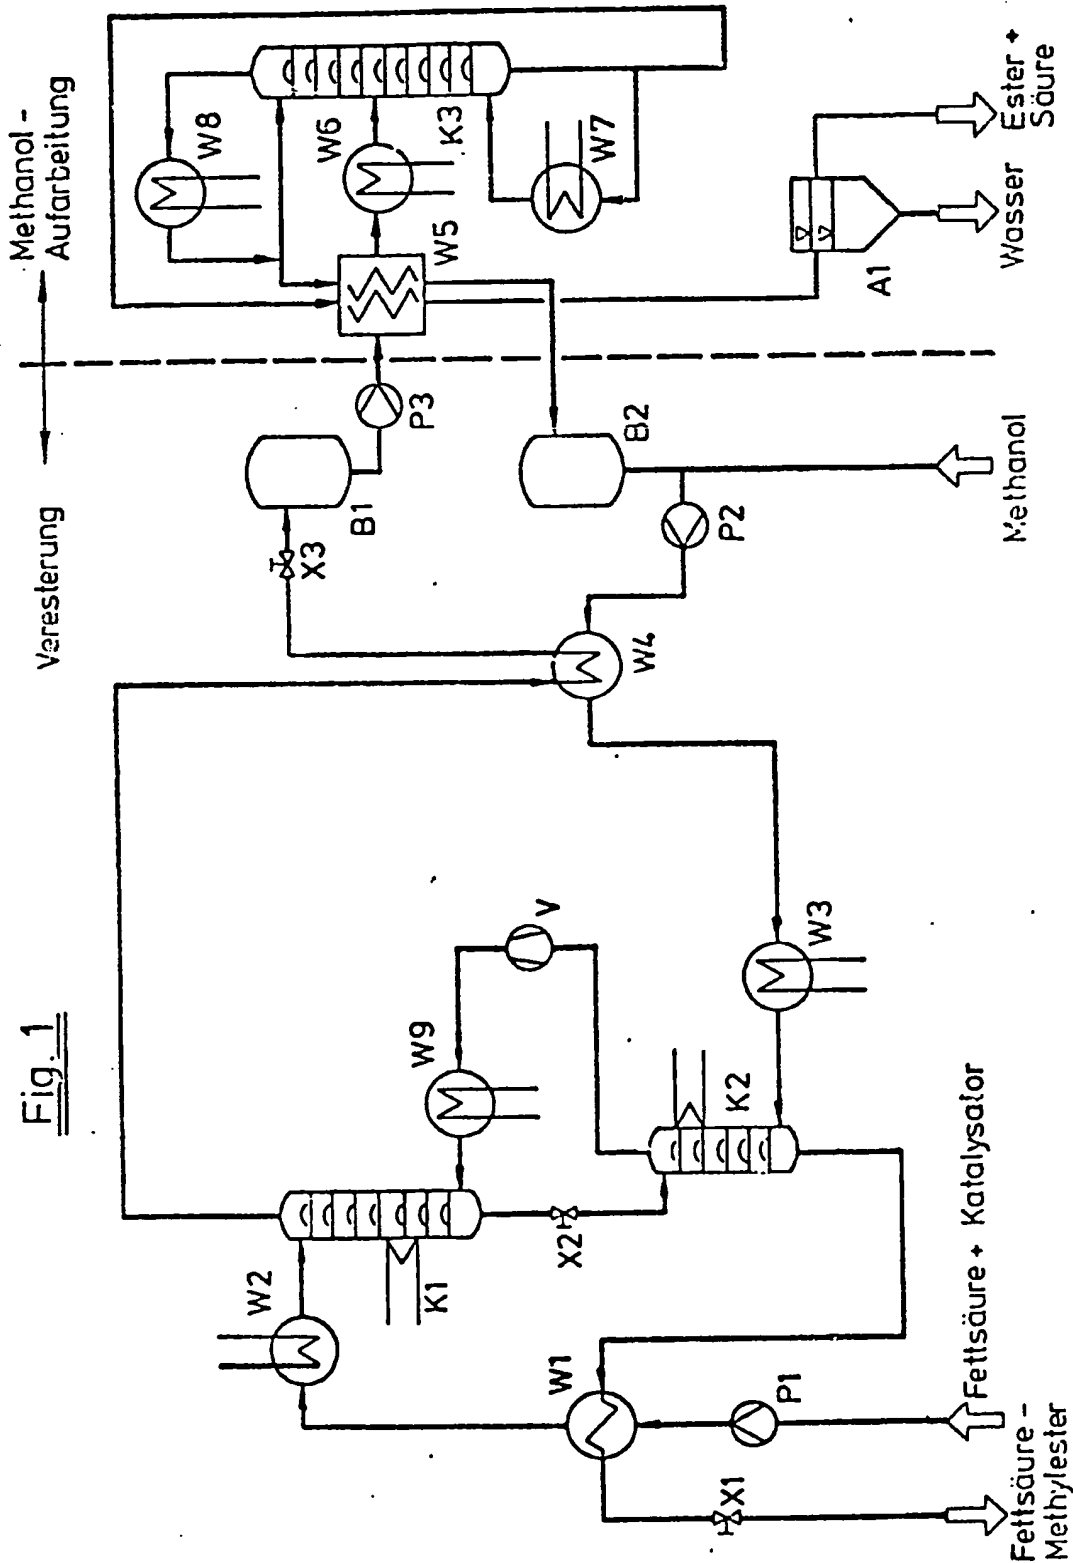 Fig. 1
Veresterung
Methanol -
Aufarbeitung
W8
W6
K3
W7
W5
P3
B1
X3
B2
P2
W4
A1
Wasser
Ester +
Säure
Methanol
V
W9
W3
K2
X2
K1
W2
W1
P1
X1
Fettsäure + Katalysator
Fettsäure -
Methylester